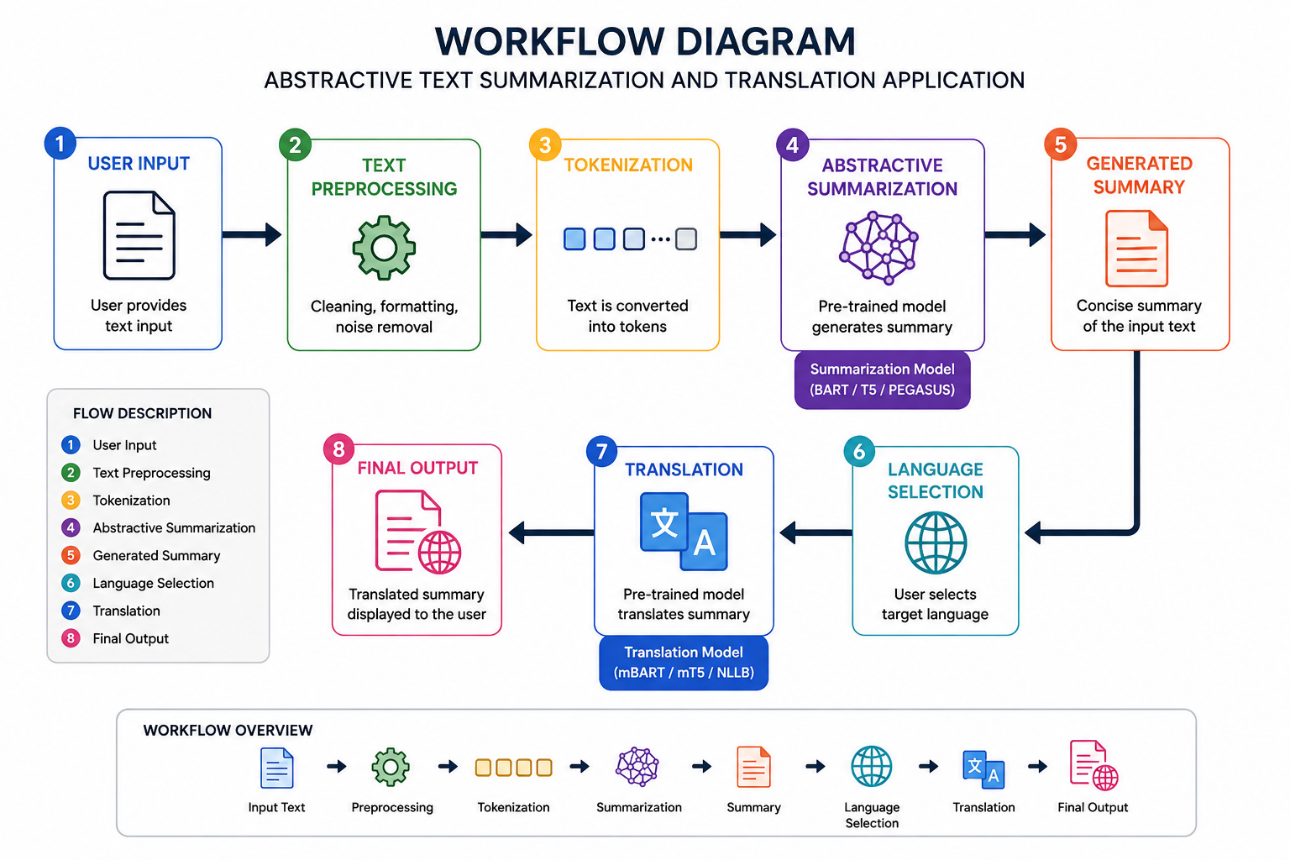 WORKFLOW DIAGRAM
ABSTRACTIVE TEXT SUMMARIZATION AND TRANSLATION APPLICATION
1
USER INPUT
User provides
text input
2
TEXT
PREPROCESSING
Cleaning, formatting,
noise removal
3
TOKENIZATION
...
Text is converted
into tokens
4
ABSTRACTIVE
SUMMARIZATION
Pre-trained model
generates summary
Summarization Model
(BART / T5 / PEGASUS)
5
GENERATED
SUMMARY
Concise summary
of the input text
6
LANGUAGE
SELECTION
User selects
target language
7
TRANSLATION
文
A
Pre-trained model
translates summary
Translation Model
(mBART / mT5 / NLLB)
8
FINAL OUTPUT
Translated summary
displayed to the user
FLOW DESCRIPTION
1 User Input
2 Text Preprocessing
3 Tokenization
4 Abstractive Summarization
5 Generated Summary
6 Language Selection
7 Translation
8 Final Output
WORKFLOW OVERVIEW
Input Text
Preprocessing
Tokenization
Summarization
Summary
Language
Selection
文
A
Translation
Final Output